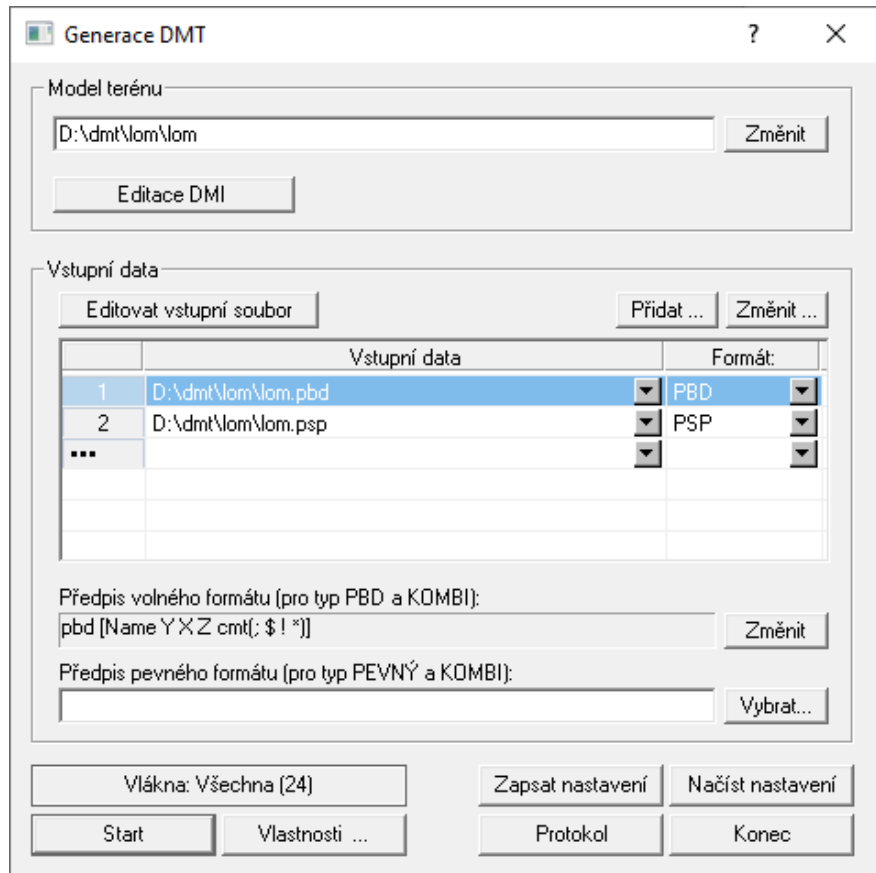 Generace DMT ?
Model terénu
D:\dmt\lom\lom Změnit
Editace DMI
Vstupní data
Editovat vstupní soubor Přidat ... Změnit ...
Vstupní data Formát:
1 D:\dmt\lom\lom.pbd PBD
2 D:\dmt\lom\lom.psp PSP
Předpis volného formátu (pro typ PBD a KOMBI):
pbd [Name Y X Z cmt(; $ ! *)] Změnit
Předpis pevného formátu (pro typ PEVNÝ a KOMBI):
Vybrat...
Vlákna: Všechna (24) Zapsat nastavení Načíst nastavení
Start Vlastnosti ... Protokol Konec